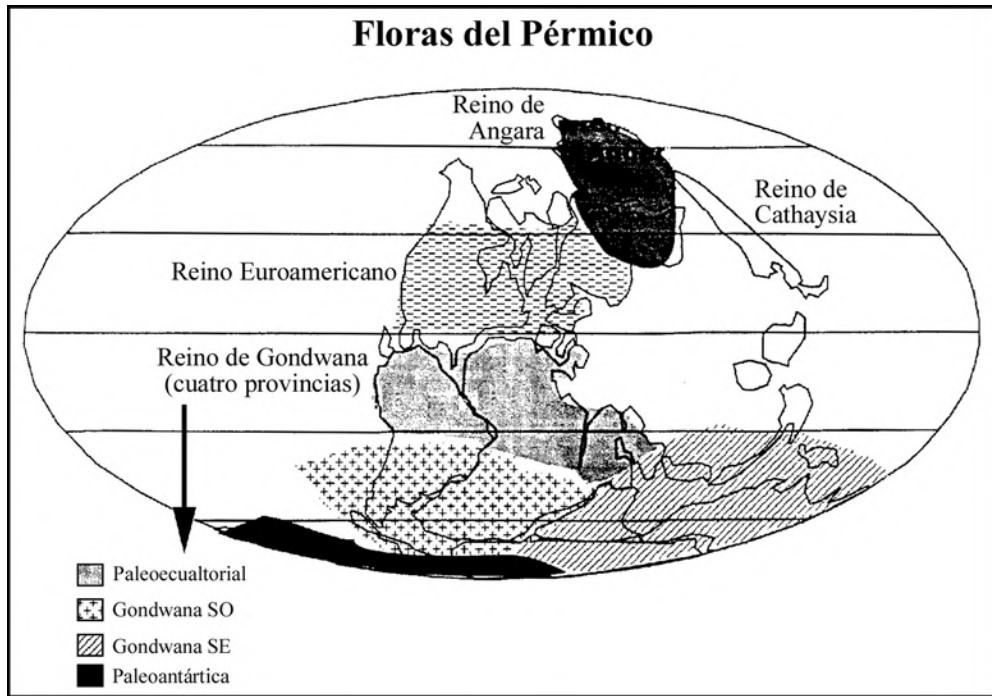 Floras del Pérmico
Reino de
Angara
Reino de
Cathaysia
Reino Euroamericano
Reino de Gondwana
(cuatro provincias)
Paleoecualtorial
Gondwana SO
Gondwana SE
Paleoantártica